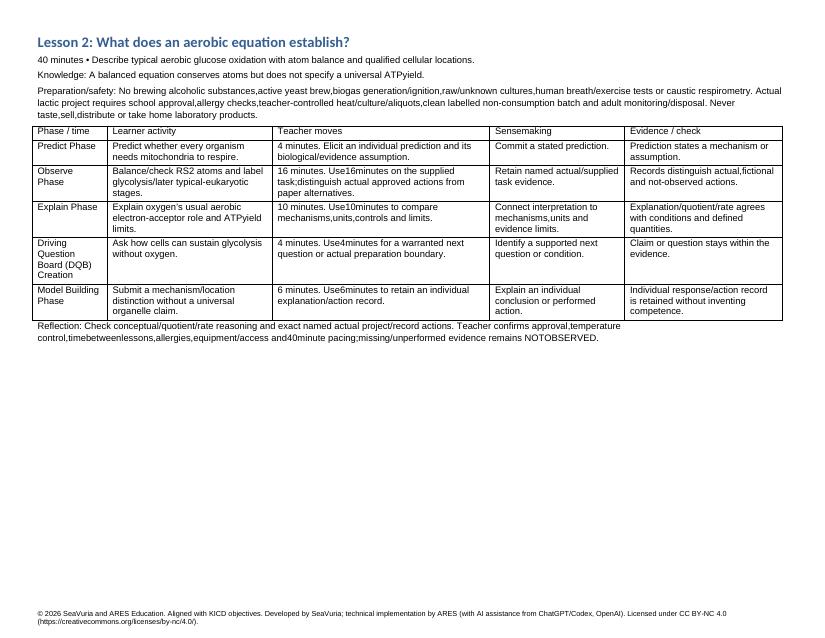 Lesson 2: What does an aerobic equation establish?
40 minutes • Describe typical aerobic glucose oxidation with atom balance and qualified cellular locations.
Knowledge: A balanced equation conserves atoms but does not specify a universal ATPyield.
Preparation/safety: No brewing alcoholic substances,active yeast brew,biogas generation/ignition,raw/unknown cultures,human breath/exercise tests or caustic respirometry. Actual
lactic project requires school approval,allergy checks,teacher-controlled heat/culture/aliquots,clean labelled non-consumption batch and adult monitoring/disposal. Never
taste,sell,distribute or take home laboratory products.
Phase / time
Learner activity
Teacher moves
Sensemaking
Evidence / check
Predict Phase
Predict whether every organism
needs mitochondria to respire.
4 minutes. Elicit an individual prediction and its
biological/evidence assumption.
Commit a stated prediction.
Prediction states a mechanism or
assumption.
Observe
Phase
Balance/check RS2 atoms and label
glycolysis/later typical-eukaryotic
stages.
16 minutes. Use16minutes on the supplied
task;distinguish actual approved actions from
paper alternatives.
Retain named actual/supplied
task evidence.
Records distinguish actual,fictional
and not-observed actions.
Explain Phase
Explain oxygen's usual aerobic
electron-acceptor role and ATPyield
limits.
10 minutes. Use10minutes to compare
mechanisms,units,controls and limits.
Connect interpretation to
mechanisms,units and
evidence limits.
Explanation/quotient/rate agrees
with conditions and defined
quantities.
Driving
Question
Board (DQB)
Creation
Ask how cells can sustain glycolysis
without oxygen.
4 minutes. Use4minutes for a warranted next
question or actual preparation boundary.
Identify a supported next
question or condition.
Claim or question stays within the
evidence.
Model Building
Phase
Submit a mechanism/location
distinction without a universal
organelle claim.
6 minutes. Use6minutes to retain an individual
explanation/action record.
Explain an individual
conclusion or performed
action.
Individual response/action record
is retained without inventing
competence.
Reflection: Check conceptual/quotient/rate reasoning and exact named actual project/record actions. Teacher confirms approval,temperature
control,timebetweenlessons,allergies,equipment/access and40minute pacing;missing/unperformed evidence remains NOTOBSERVED.
© 2026 SeaVuria and ARES Education. Aligned with KICD objectives. Developed by SeaVuria; technical implementation by ARES (with AI assistance from ChatGPT/Codex, OpenAI). Licensed under CC BY-NC 4.0
(https://creativecommons.org/licenses/by-nc/4.0/).